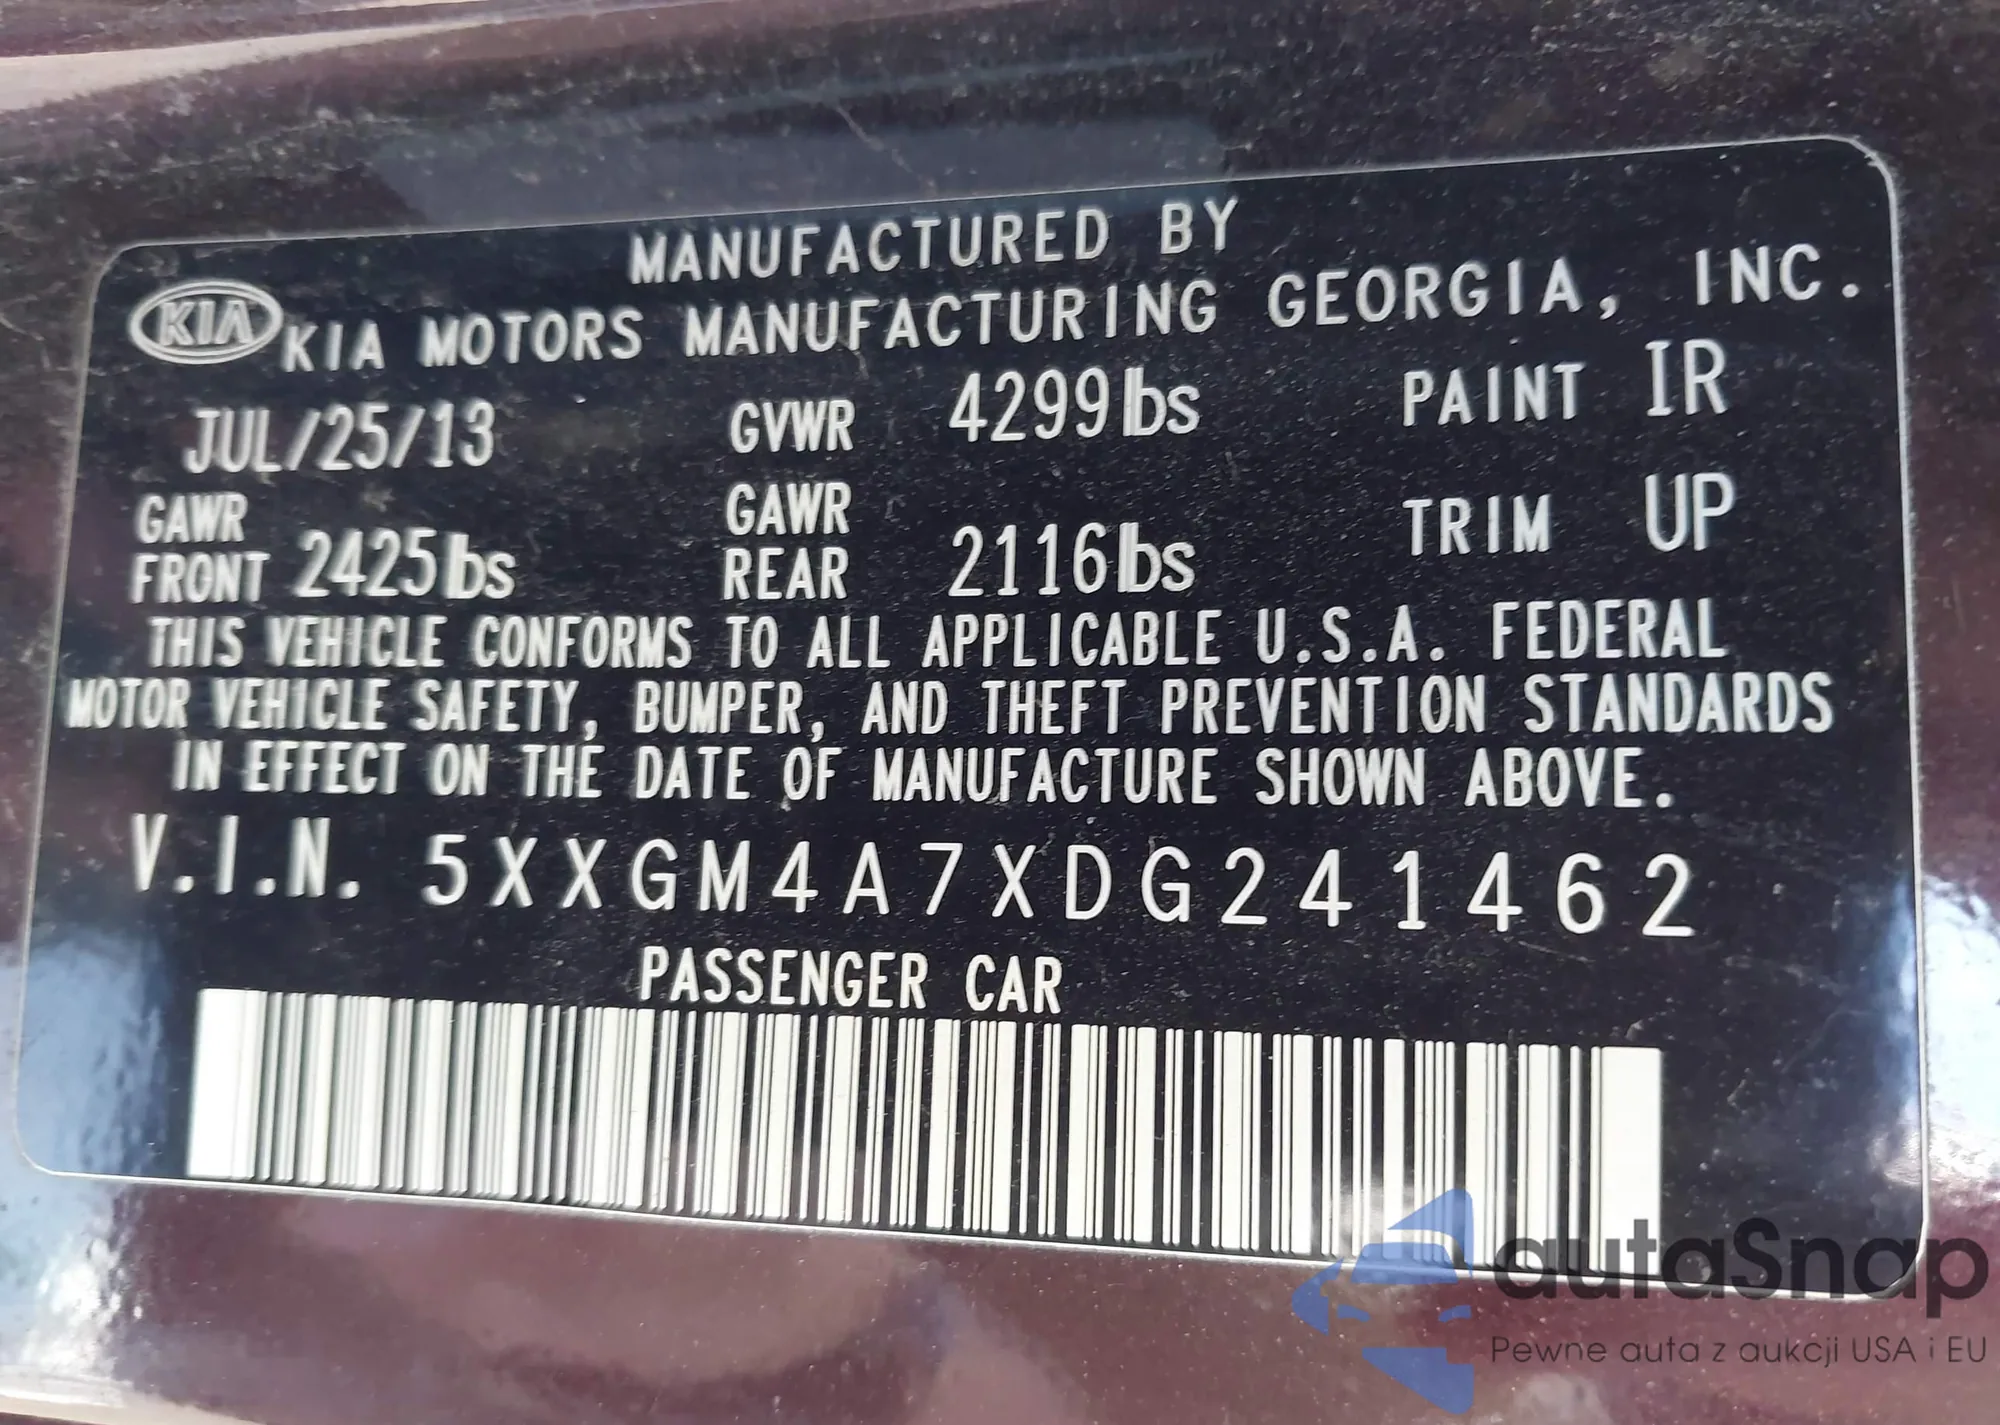 MANUFACTURED BY
KIA KIA MOTORS MANUFACTURING GEORGIA, INC.
JUL/25/13 GVWR 4299lbs PAINT IR
GAWR FRONT 2425lbs GAWR REAR 2116lbs TRIM UP
THIS VEHICLE CONFORMS TO ALL APPLICABLE U.S.A. FEDERAL
MOTOR VEHICLE SAFETY, BUMPER, AND THEFT PREVENTION STANDARDS
IN EFFECT ON THE DATE OF MANUFACTURE SHOWN ABOVE.
V.I.N. 5XXGM4A7XDG241462
PASSENGER CAR
autaSnap
Pewne auta z aukcji USA i EU